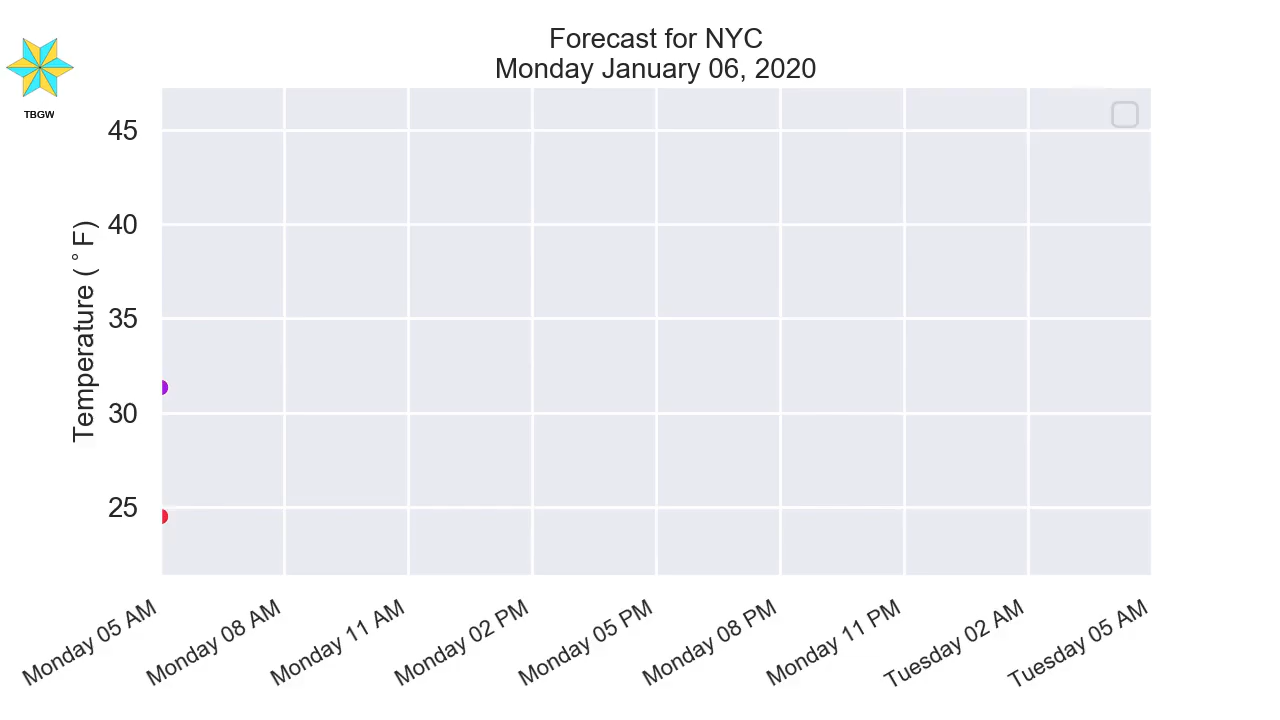 Forecast for NYC
Monday January 06, 2020
TBGW
45
40
35
30
25
Temperature (°F)
Monday 05 AM
Monday 08 AM
Monday 11 AM
Monday 02 PM
Monday 05 PM
Monday 08 PM
Monday 11 PM
Tuesday 02 AM
Tuesday 05 AM